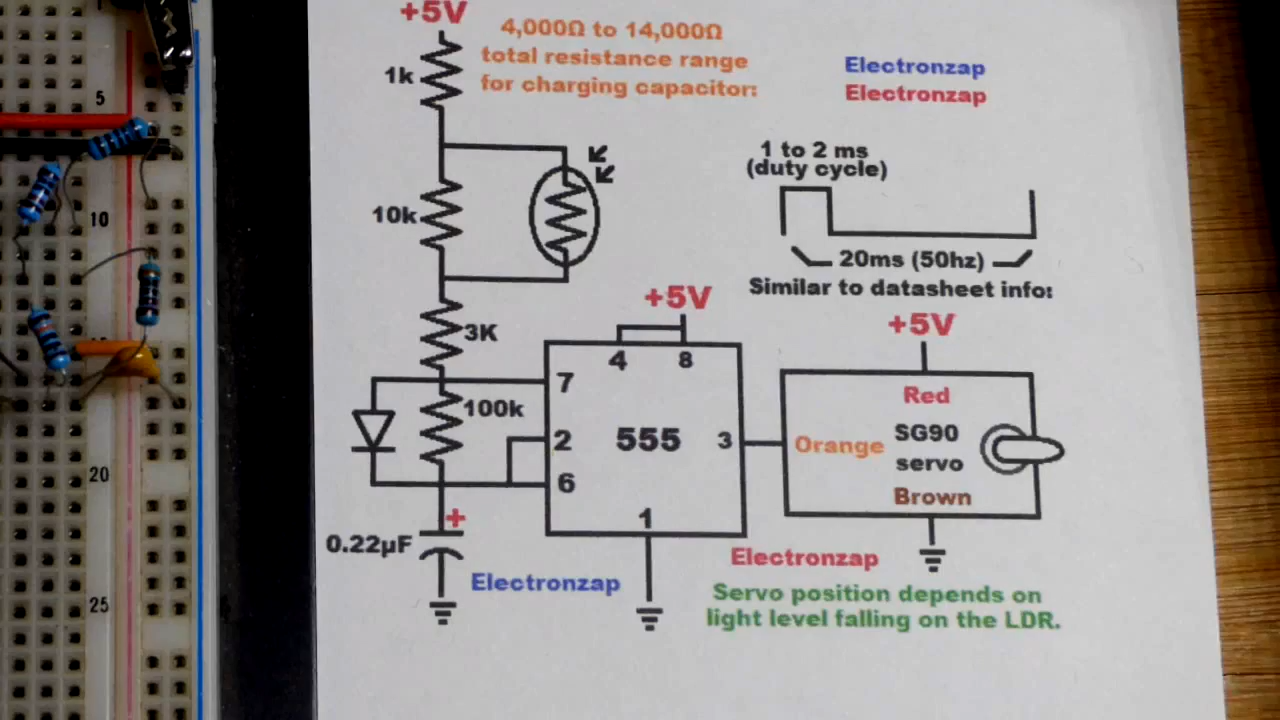 +5V
4,000Ω to 14,000Ω
total resistance range
for charging capacitor:
1k
Electronzap
Electronzap
5
1 to 2 ms
(duty cycle)
10k
10
20ms (50hz)
Similar to datasheet info:
+5V
+5V
3K
4 8
7
Red
100k
2
555
3
Orange
SG90
servo
6
20
Brown
1
+
0.22µF
Electronzap
Electronzap
Servo position depends on
light level falling on the LDR.
25